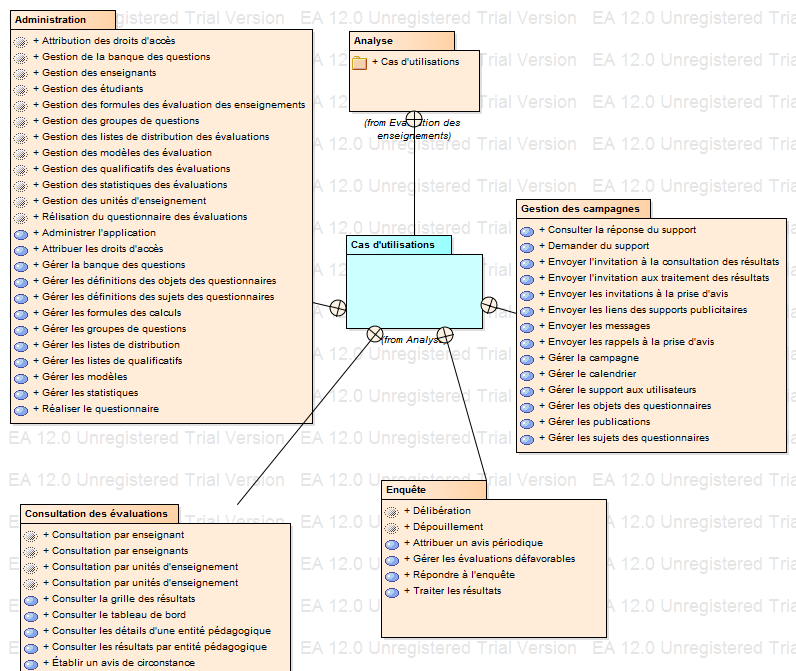 EA 12.0 Unregistered Trial Version
Administration
+ Attribution des droits d'accès
+ Gestion de la banque des questions
+ Gestion des enseignants
+ Gestion des étudiants
+ Gestion des formules des évaluation des enseignements
+ Gestion des groupes de questions
+ Gestion des listes de distribution des évaluations
+ Gestion des modèles des évaluation
+ Gestion des qualificatifs des évaluations
+ Gestion des statistiques des évaluations
+ Gestion des unités d'enseignement
+ Rélisation du questionnaire des évaluations
+ Administrer l'application
+ Attribuer les droits d'accès
+ Gérer la banque des questions
+ Gérer les définitions des objets des questionnaires
+ Gérer les définitions des sujets des questionnaires
+ Gérer les formules des calculs
+ Gérer les groupes de questions
+ Gérer les listes de distribution
+ Gérer les listes de qualificatifs
+ Gérer les modèles
+ Gérer les statistiques
+ Réaliser le questionnaire
Analyse
+ Cas d'utilisations
(from Evaluation des
enseignements)
Cas d'utilisations
(from Analyse)
Gestion des campagnes
+ Consulter la réponse du support
+ Demander du support
+ Envoyer l'invitation à la consultation des résultats
+ Envoyer l'invitation aux traitement des résultats
+ Envoyer les invitations à la prise d'avis
+ Envoyer les liens des supports publicitaires
+ Envoyer les messages
+ Envoyer les rappels à la prise d'avis
+ Gérer la campagne
+ Gérer le calendrier
+ Gérer le support aux utilisateurs
+ Gérer les objets des questionnaires
+ Gérer les publications
+ Gérer les sujets des questionnaires
Consultation des évaluations
+ Consultation par enseignant
+ Consultation par enseignants
+ Consultation par unités d'enseignement
+ Consultation par unités d'enseignement
+ Consulter la grille des résultats
+ Consulter le tableau de bord
+ Consulter les détails d'une entité pédagogique
+ Consulter les résultats par entité pédagogique
+ Établir un avis de circonstance
Enquête
+ Délibération
+ Dépouillement
+ Attribuer un avis périodique
+ Gérer les évaluations défavorables
+ Répondre à l'enquête
+ Traiter les résultats